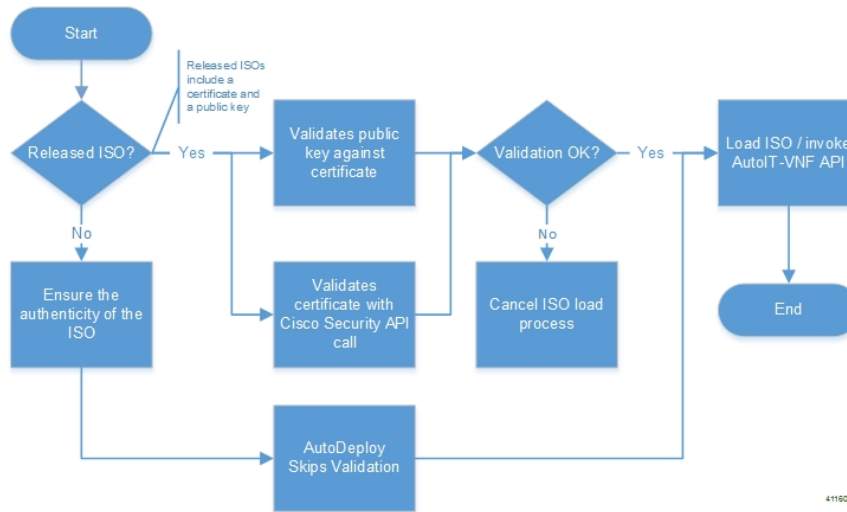 Start
Released ISOs
include a
certificate and
a public key
Released ISO?
Yes
Validates public
key against
certificate
Validation OK?
Yes
Load ISO / invoke
AutoIT-VNF API
No
No
Ensure the
authenticity of the
ISO
Validates
certificate with
Cisco Security API
call
Cancel ISO load
process
End
AutoDeploy
Skips Validation
41160